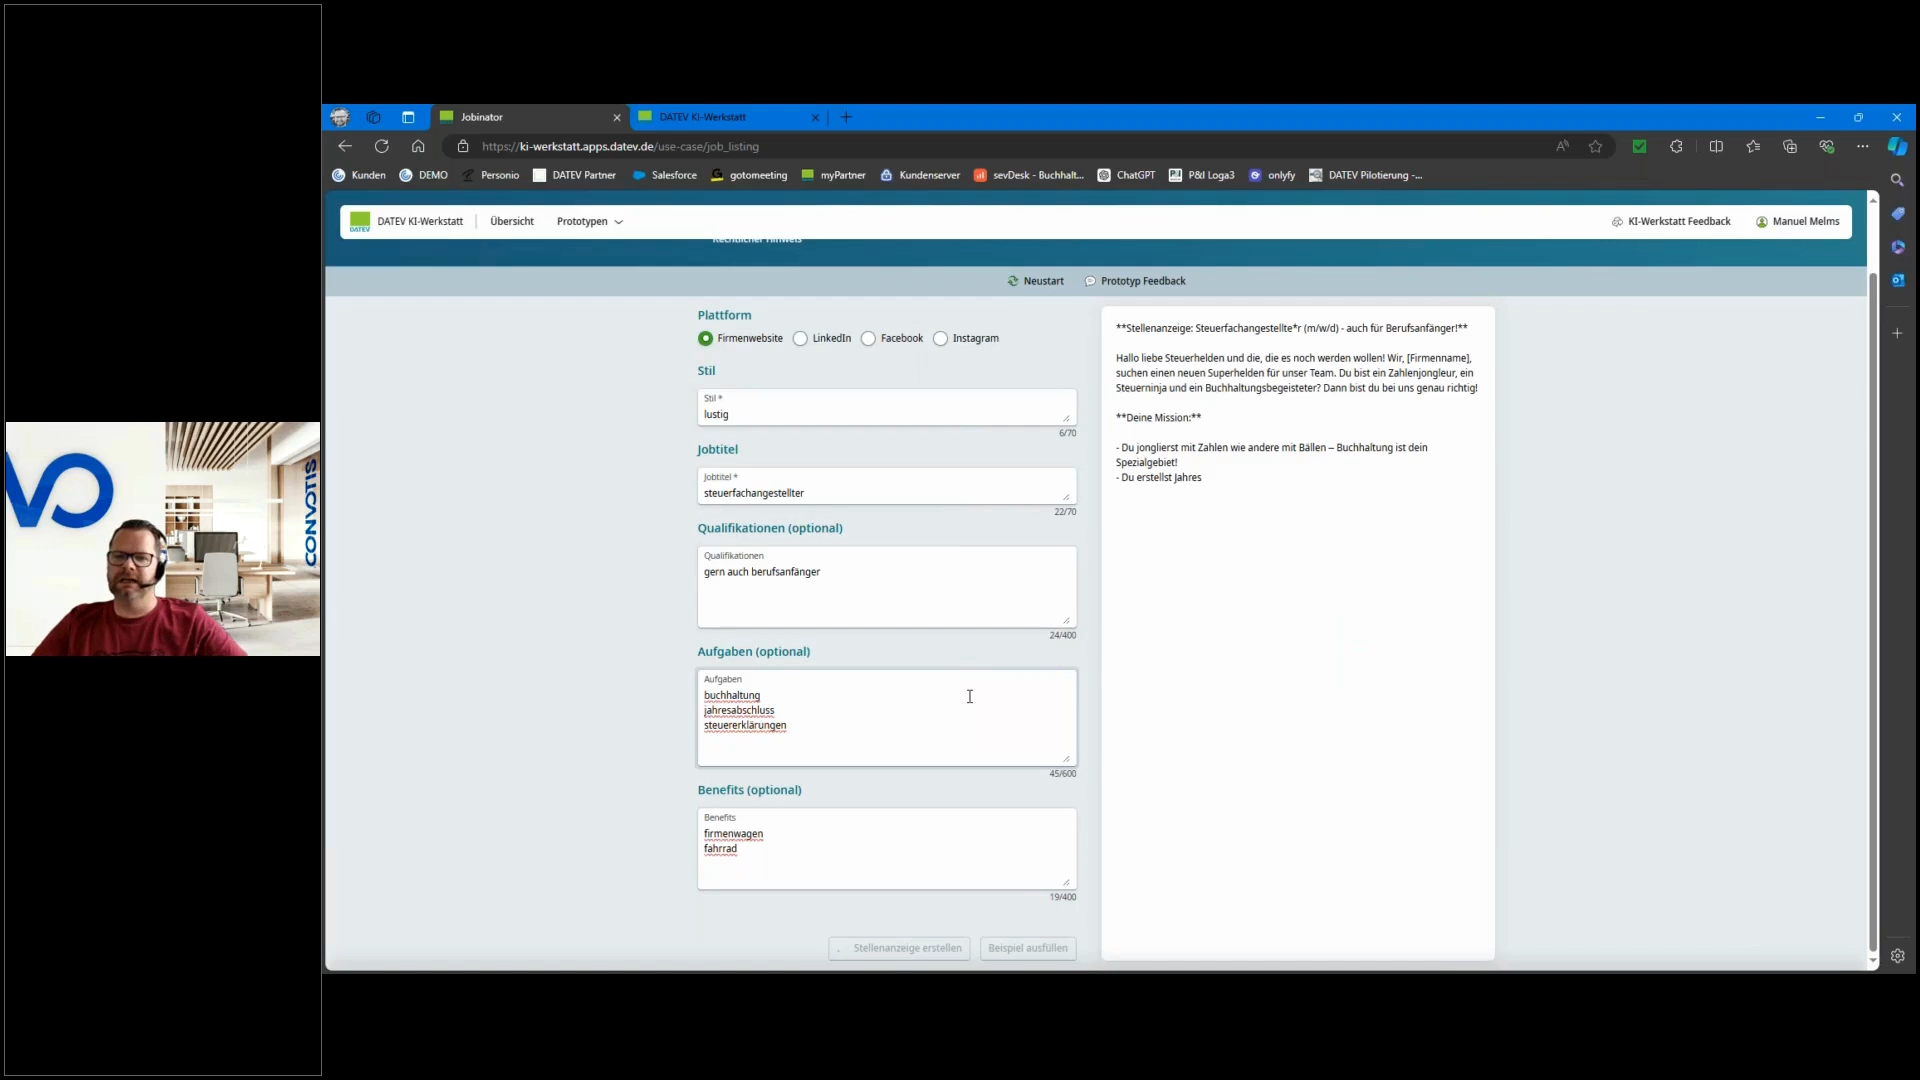 Jobinator
DATEV KI-Werkstatt
https://ki-werkstatt.apps.datev.de/use-case/job_listing
Kunden
DEMO
Personio
DATEV Partner
Salesforce
gotomeeting
myPartner
Kundenserver
sevDesk - Buchhalt...
ChatGPT
P&I Loga3
onlyfy
DATEV Pilotierung -...
DATEV
DATEV KI-Werkstatt
Übersicht
Prototypen
KI-Werkstatt Feedback
Manuel Melms
Rechtlicher Hinweis
Neustart
Prototyp Feedback
Plattform
Firmenwebsite
LinkedIn
Facebook
Instagram
Stil
Stil *
lustig
6/70
Jobtitel
Jobtitel *
steuerfachangestellter
22/70
Qualifikationen (optional)
Qualifikationen
gern auch berufsanfänger
24/400
Aufgaben (optional)
Aufgaben
buchhaltung
jahresabschluss
steuererklärungen
45/600
Benefits (optional)
Benefits
firmenwagen
fahrrad
19/400
Stellenanzeige erstellen
Beispiel ausfüllen
**Stellenanzeige: Steuerfachangestellte*r (m/w/d) - auch für Berufsanfänger!**
Hallo liebe Steuerhelden und die, die es noch werden wollen! Wir, [Firmenname],
suchen einen neuen Superhelden für unser Team. Du bist ein Zahlenjongleur, ein
Steuerninja und ein Buchhaltungsbegeisteter? Dann bist du bei uns genau richtig!
**Deine Mission:**
- Du jonglierst mit Zahlen wie andere mit Bällen – Buchhaltung ist dein
Spezialgebiet!
- Du erstellst Jahres
CONVOTIS